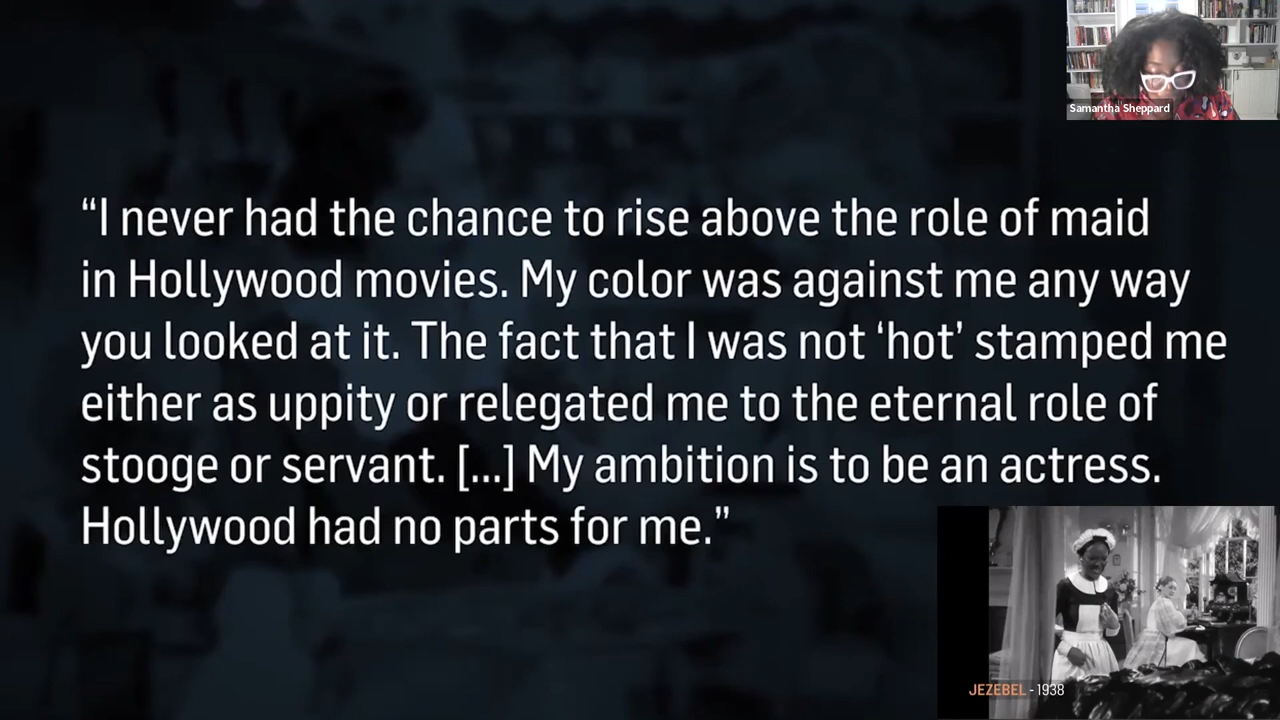 Samantha Sheppard
“I never had the chance to rise above the role of maid
in Hollywood movies. My color was against me any way
you looked at it. The fact that I was not ‘hot’ stamped me
either as uppity or relegated me to the eternal role of
stooge or servant. [...] My ambition is to be an actress.
Hollywood had no parts for me.”
JEZEBEL - 1938